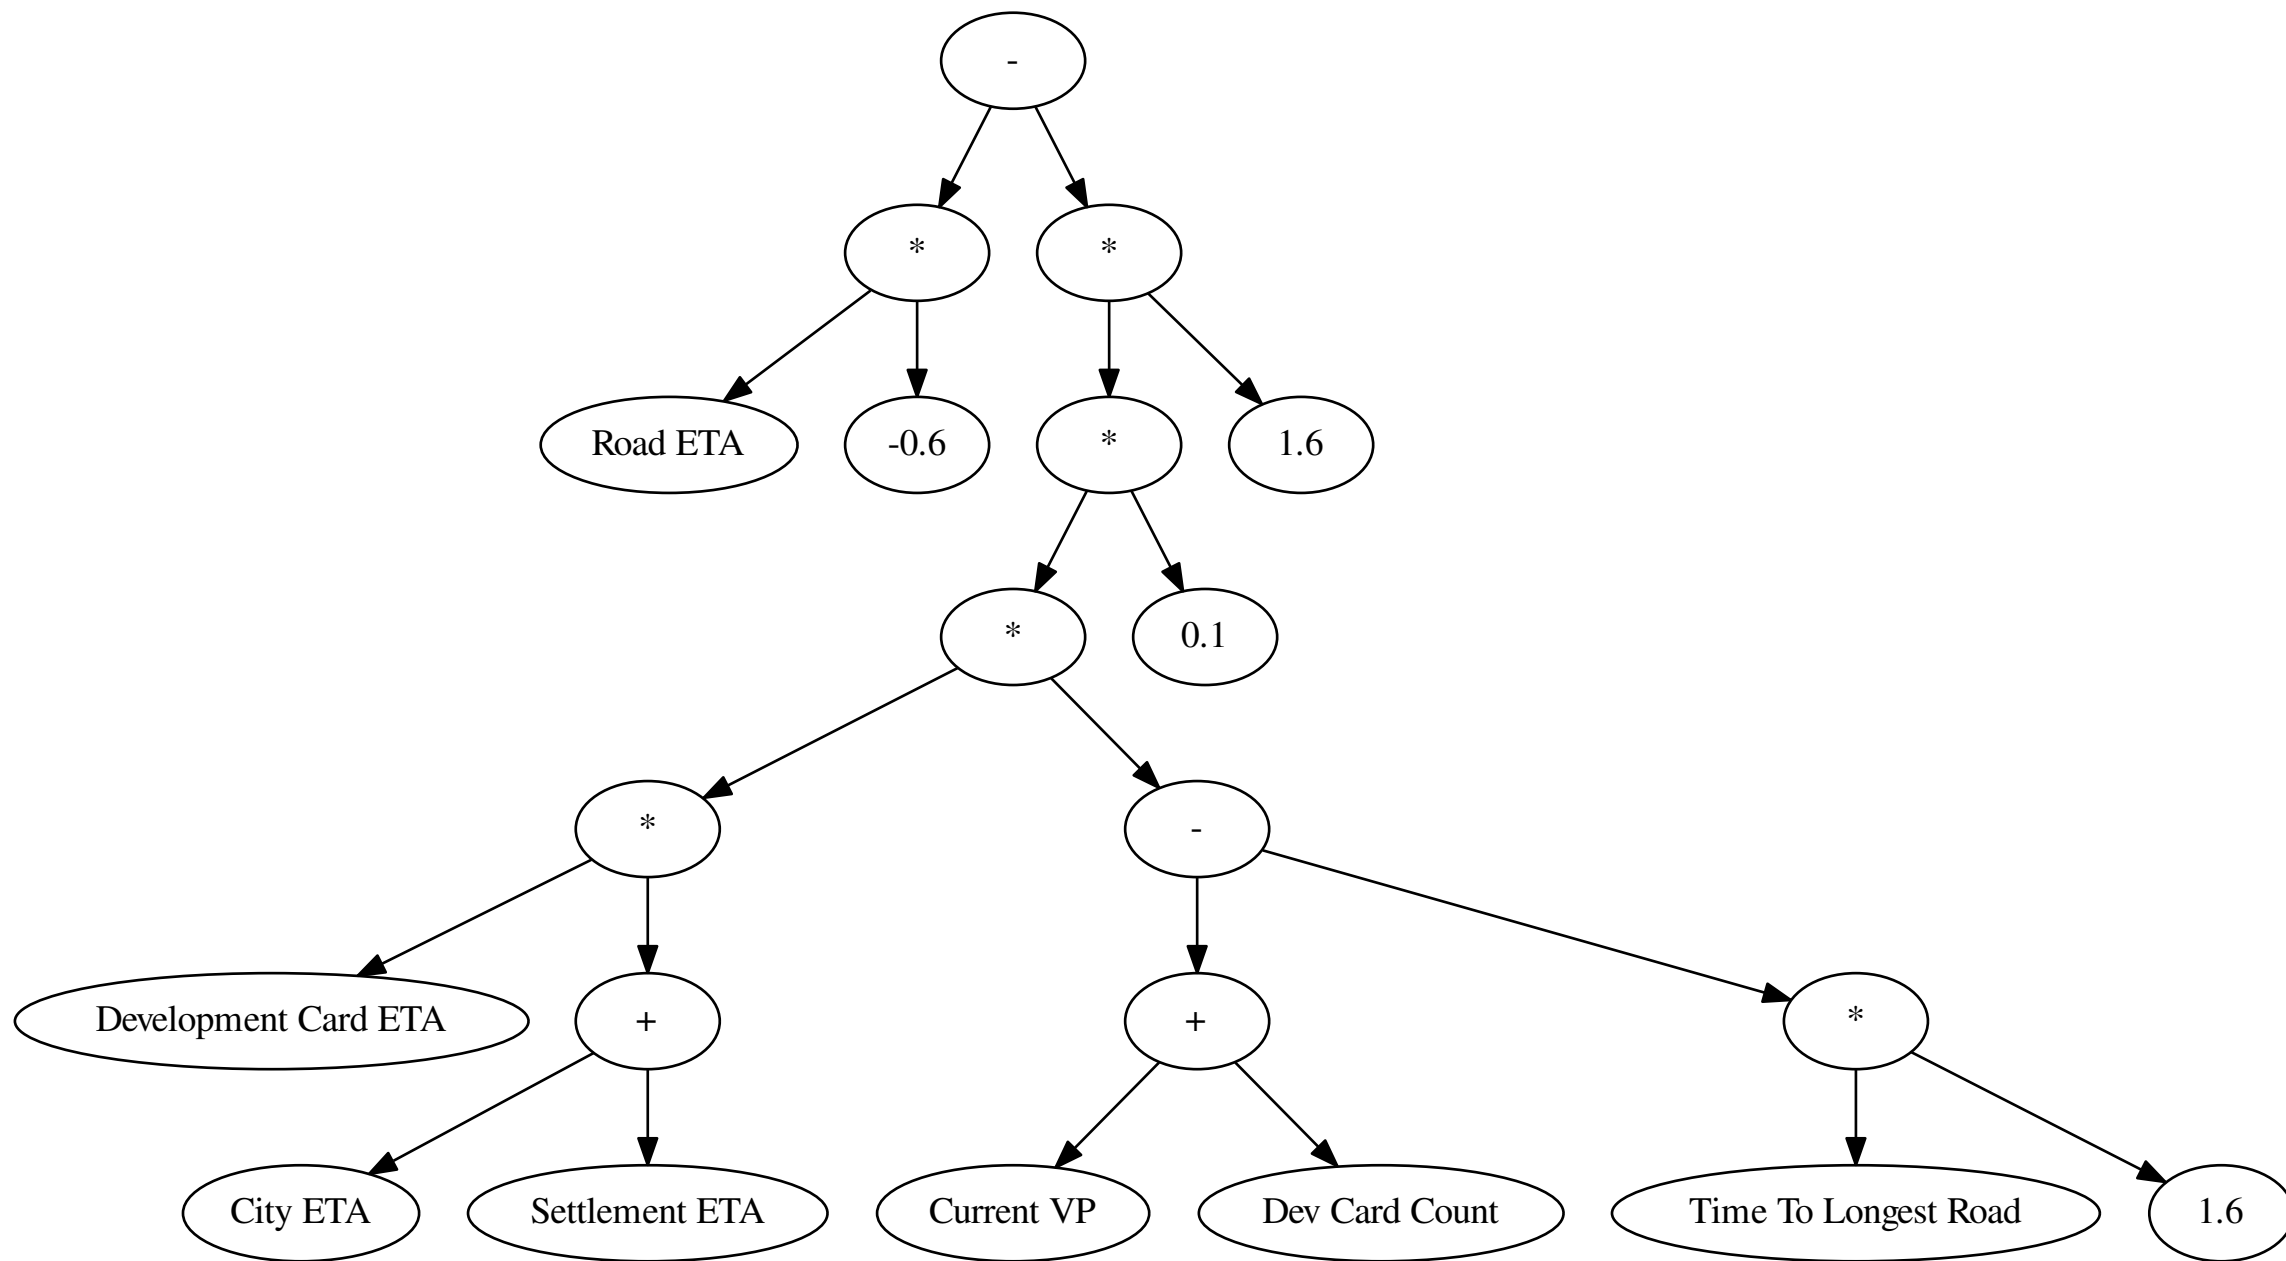 -
*
*
Road ETA
-0.6
*
1.6
*
0.1
*
-
Development Card ETA
+
+
*
City ETA
Settlement ETA
Current VP
Dev Card Count
Time To Longest Road
1.6